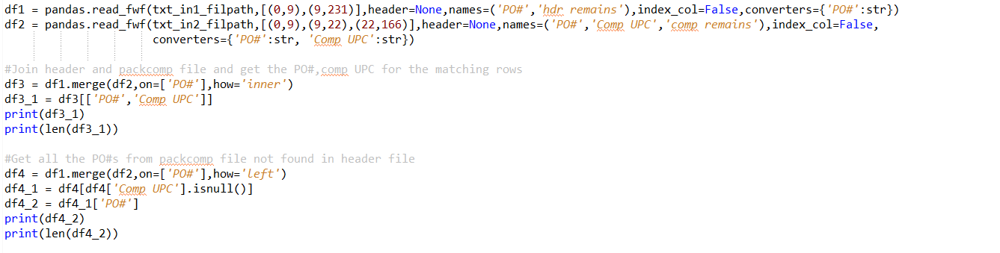 df1 = pandas.read_fwf(txt_in1_filpath,[(0,9),(9,231)],header=None,names=('PO#','hdr remains'),index_col=False,converters={'PO#':str})
df2 = pandas.read_fwf(txt_in2_filpath,[(0,9),(9,22),(22,166)],header=None,names=('PO#','Comp UPC','comp remains'),index_col=False,
converters={'PO#':str, 'Comp UPC':str})
#Join header and packcomp file and get the PO#,comp UPC for the matching rows
df3 = df1.merge(df2,on=['PO#'],how='inner')
df3_1 = df3[['PO#','Comp UPC']]
print(df3_1)
print(len(df3_1))
#Get all the PO#s from packcomp file not found in header file
df4 = df1.merge(df2,on=['PO#'],how='left')
df4_1 = df4[df4['Comp UPC'].isnull()]
df4_2 = df4_1['PO#']
print(df4_2)
print(len(df4_2))